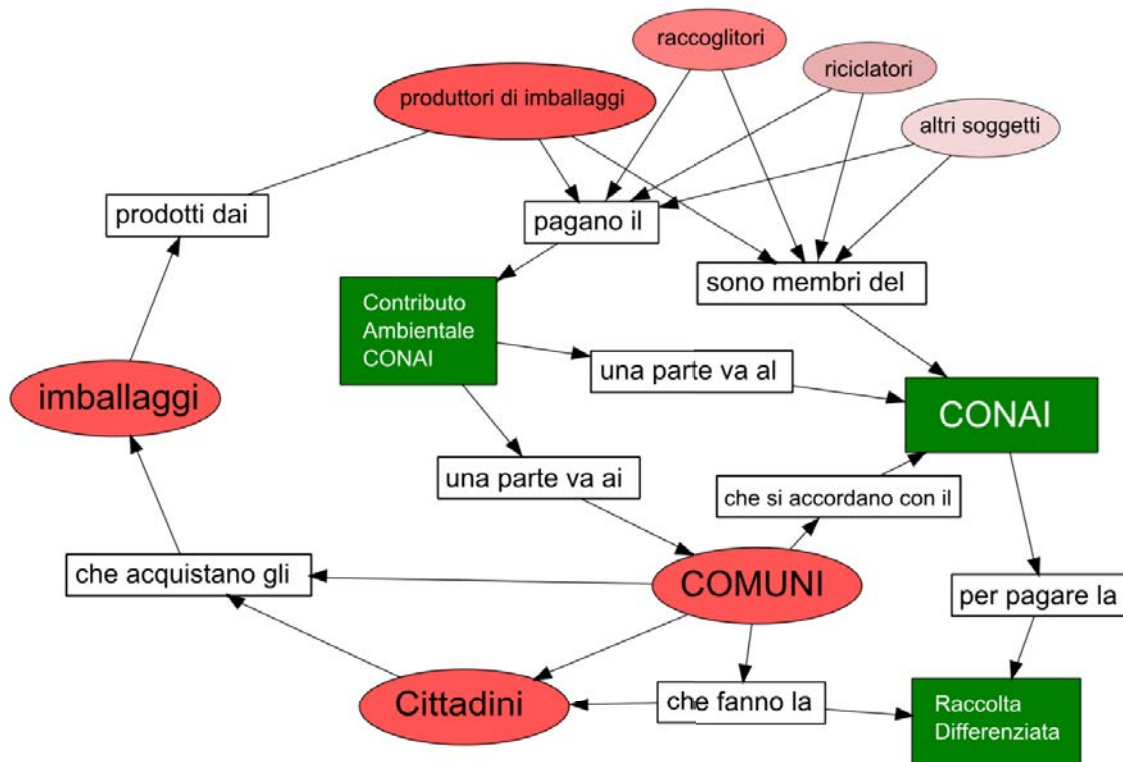 raccoglitori
riciclatori
produttori di imballaggi
altri soggetti
prodotti dai
pagano il
sono membri del
Contributo
Ambientale
CONAI
una parte va al
imballaggi
CONAI
una parte va ai
che si accordano con il
che acquistano gli
COMUNI
per pagare la
Cittadini
che fanno la
Raccolta
Differenziata